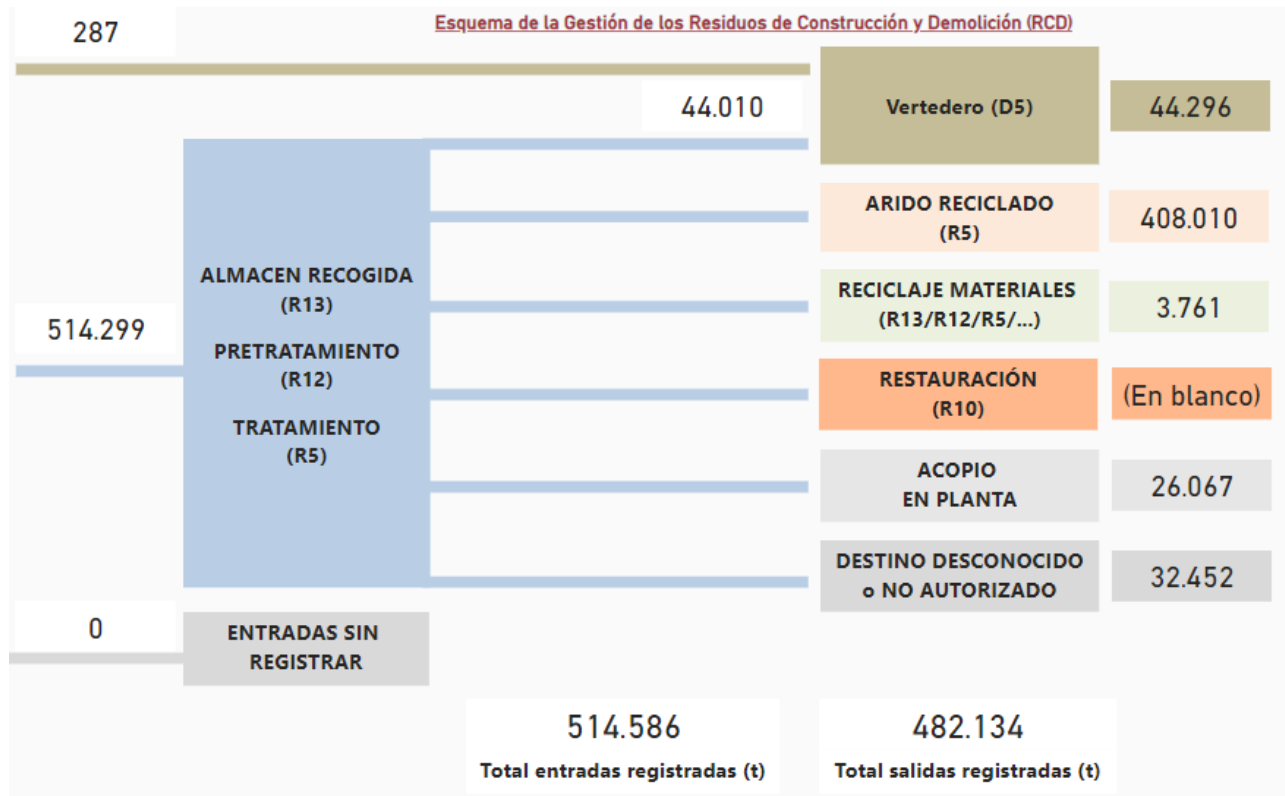 Esquema de la Gestión de los Residuos de Construcción y Demolición (RCD)
287
44.010
Vertedero (D5)
44.296
ARIDO RECICLADO
(R5)
408.010
ALMACEN RECOGIDA
(R13)
PRETRATAMIENTO
(R12)
TRATAMIENTO
(R5)
514.299
RECICLAJE MATERIALES
(R13/R12/R5/...)
3.761
RESTAURACIÓN
(R10)
(En blanco)
ACOPIO
EN PLANTA
26.067
DESTINO DESCONOCIDO
o NO AUTORIZADO
32.452
0
ENTRADAS SIN
REGISTRAR
514.586
Total entradas registradas (t)
482.134
Total salidas registradas (t)